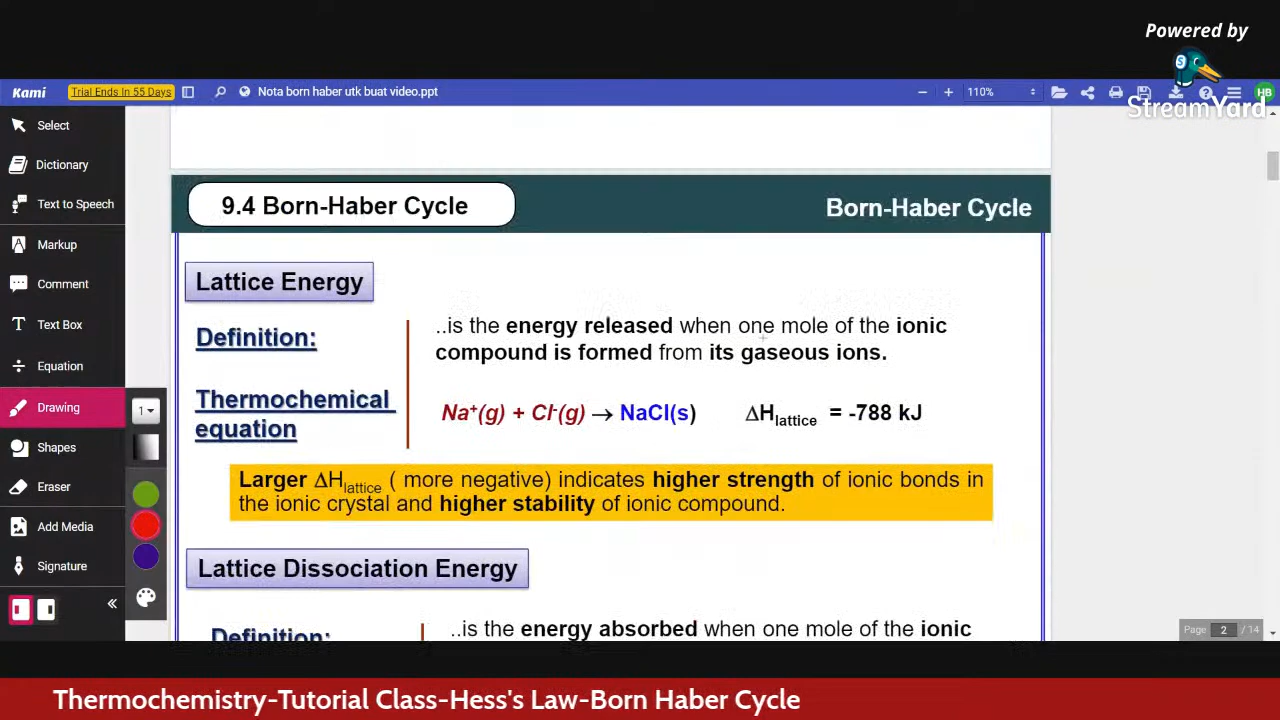 Powered by
StreamYard
Kami
Trial Ends In 55 Days
Nota born haber utk buat video.ppt
110%
HB
Select
Dictionary
Text to Speech
Markup
Comment
Text Box
Equation
Drawing
1
Shapes
Eraser
Add Media
Signature
«
9.4 Born-Haber Cycle
Born-Haber Cycle
Lattice Energy
Definition:
..is the energy released when one mole of the ionic
compound is formed from its gaseous ions.
Thermochemical
equation
Na⁺(g) + Cl⁻(g) → NaCl(s) ΔHlattice = -788 kJ
Larger ΔHlattice ( more negative) indicates higher strength of ionic bonds in
the ionic crystal and higher stability of ionic compound.
Lattice Dissociation Energy
Definition:
..is the energy absorbed when one mole of the ionic
Page 2 / 14
Thermochemistry-Tutorial Class-Hess's Law-Born Haber Cycle